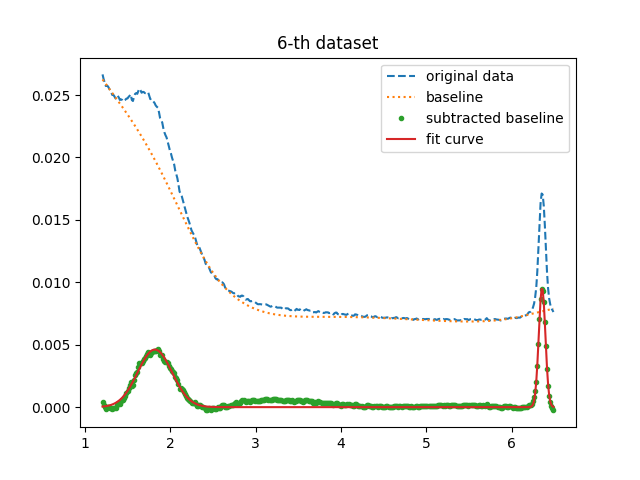 6-th dataset
original data
baseline
subtracted baseline
fit curve
0.025
0.020
0.015
0.010
0.005
0.000
1 2 3 4 5 6